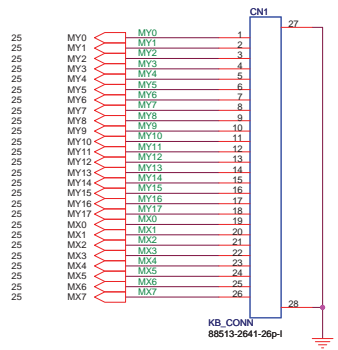 CN1
27
25 MY0 MY0 1
25 MY1 MY1 2
25 MY2 MY2 3
25 MY3 MY3 4
25 MY4 MY4 5
25 MY5 MY5 6
25 MY6 MY6 7
25 MY7 MY7 8
25 MY8 MY8 9
25 MY9 MY9 10
25 MY10 MY10 11
25 MY11 MY11 12
25 MY12 MY12 13
25 MY13 MY13 14
25 MY14 MY14 15
25 MY15 MY15 16
25 MY16 MY16 17
25 MY17 MY17 18
25 MX0 MX0 19
25 MX1 MX1 20
25 MX2 MX2 21
25 MX3 MX3 22
25 MX4 MX4 23
25 MX5 MX5 24
25 MX6 MX6 25
25 MX7 MX7 26
28
KB_CONN
88513-2641-26p-l